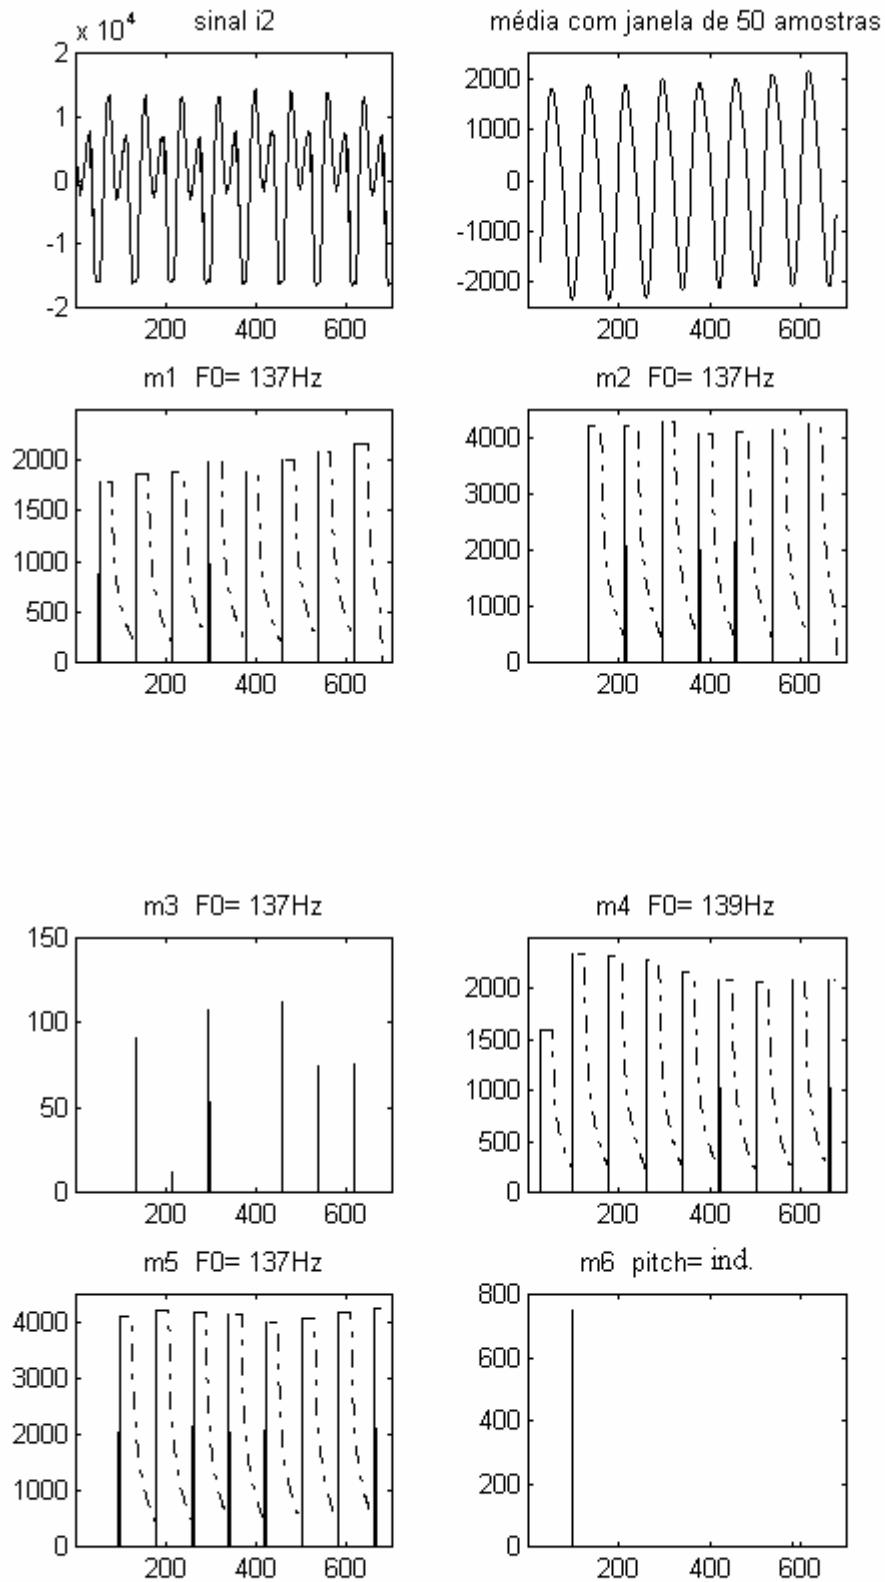 sinal i2
média com janela de 50 amostras
x 10⁴
2
1
0
-1
-2
200 400 600
2000
1000
0
-1000
-2000
200 400 600
m1 F0= 137Hz
2000
1500
1000
500
0
200 400 600
m2 F0= 137Hz
4000
3000
2000
1000
0
200 400 600
m3 F0= 137Hz
150
100
50
0
200 400 600
m4 F0= 139Hz
2000
1500
1000
500
0
200 400 600
m5 F0= 137Hz
4000
3000
2000
1000
0
200 400 600
m6 pitch= ind.
800
600
400
200
0
200 400 600